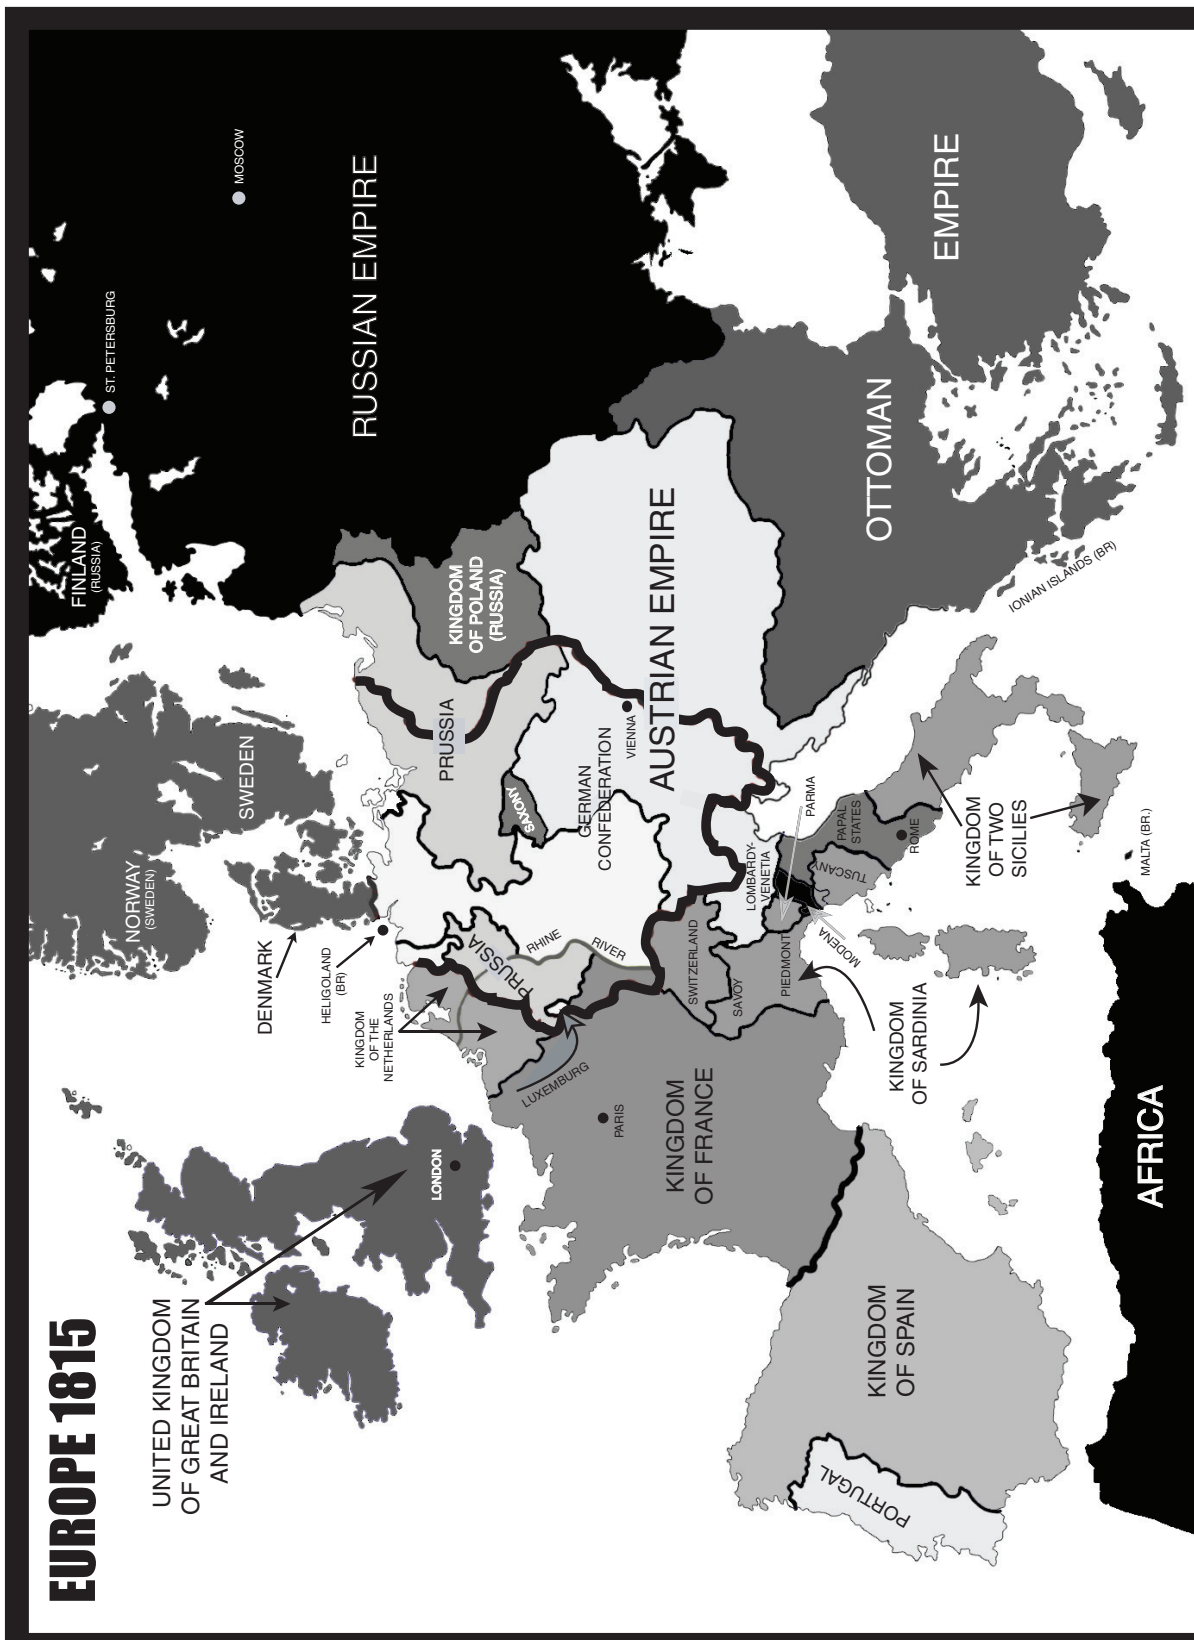 EUROPE 1815
UNITED KINGDOM
OF GREAT BRITAIN
AND IRELAND
LONDON
NORWAY
(SWEDEN)
SWEDEN
FINLAND
(RUSSIA)
ST. PETERSBURG
MOSCOW
RUSSIAN EMPIRE
DENMARK
HELIGOLAND
(BR)
KINGDOM
OF THE
NETHERLANDS
PRUSSIA
RHINE
RIVER
LUXEMBURG
PRUSSIA
SAXONY
KINGDOM
OF POLAND
(RUSSIA)
GERMAN
CONFEDERATION
VIENNA
AUSTRIAN EMPIRE
PARIS
KINGDOM
OF FRANCE
SWITZERLAND
SAVOY
PIEDMONT
LOMBARDY-
VENETIA
PARMA
MODENA
TUSCANY
PAPAL
STATES
ROME
KINGDOM
OF SARDINIA
KINGDOM
OF TWO
SICILIES
MALTA (BR.)
IONIAN ISLANDS (BR)
OTTOMAN
EMPIRE
KINGDOM
OF SPAIN
PORTUGAL
AFRICA